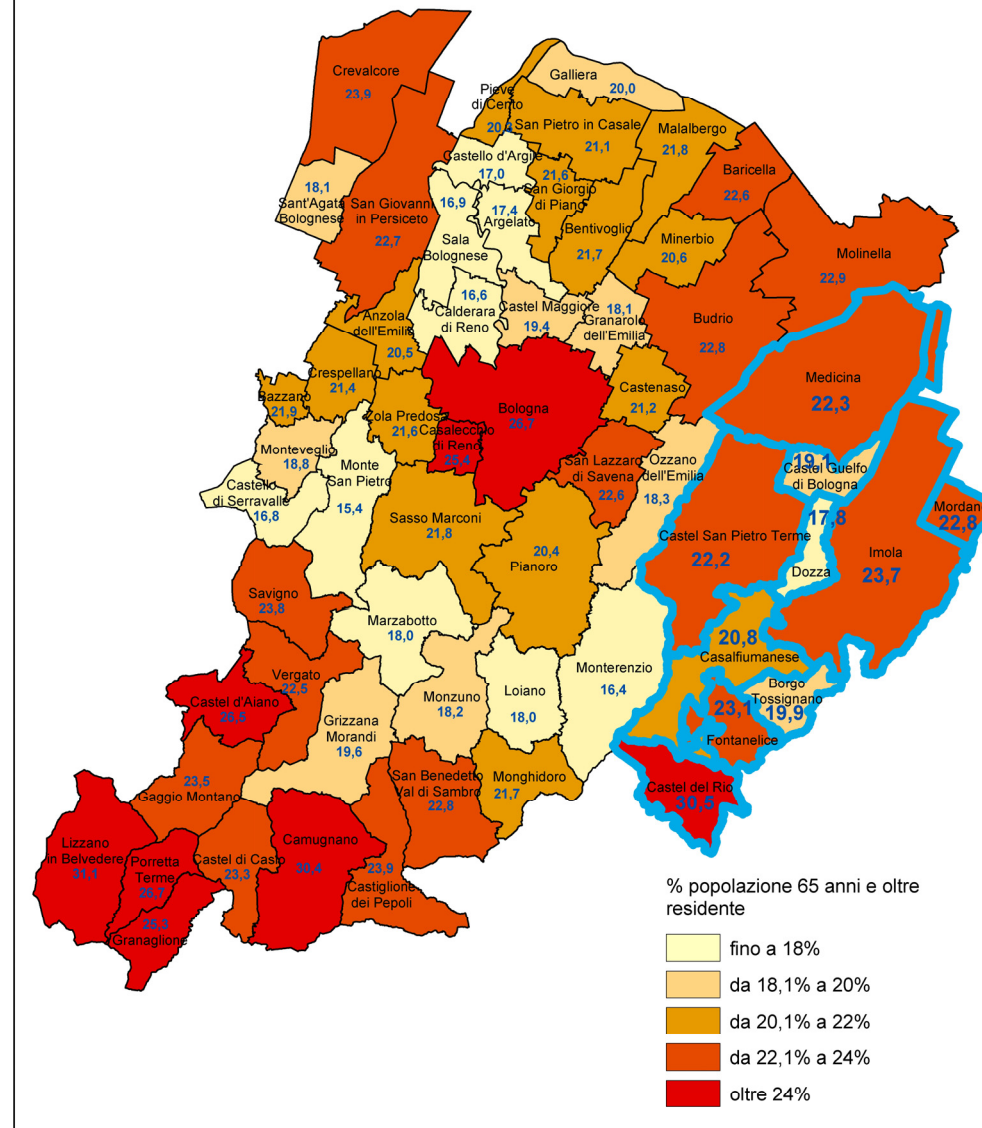 Crevalcore
23,9
Galliera
20,0
Pieve
di Cento
San Pietro in Casale
21,1
Malalbergo
21,8
Castello d'Argile
17,0
21,6
San Giorgio
di Piano
Baricella
22,6
18,1
Sant'Agata
Bolognese
San Giovanni
in Persiceto
22,7
16,9
Sala
Bolognese
17,4
Argelato
Bentivoglio
21,7
Minerbio
20,6
Molinella
22,9
16,6
Calderara
di Reno
Castel Maggiore
19,4
18,1
Granarolo
dell'Emilia
Budrio
22,8
Anzola
dell'Emilia
20,5
Crespellano
21,4
Bazzano
21,9
Zola Predosa
21,6
Casalecchio
di Reno
Bologna
Castenaso
21,2
Medicina
22,3
Monteveglio
18,8
Monte
San Pietro
15,4
Castello
di Serravalle
16,8
San Lazzaro
di Savena
22,6
Ozzano
dell'Emilia
18,3
19,1
Castel Guelfo
di Bologna
17,8
Dozza
Mordano
22,8
Imola
23,7
Sasso Marconi
21,8
20,4
Pianoro
Castel San Pietro Terme
22,2
Savigno
23,8
Marzabotto
18,0
20,8
Casalfiumanese
Vergato
22,5
Monterenzio
16,4
Castel d'Aiano
Grizzana
Morandi
19,6
Monzuno
18,2
Loiano
18,0
Borgo
Tossignano
19,9
23,1
Fontanelice
23,5
Gaggio Montano
San Benedetto
Val di Sambro
22,8
Monghidoro
21,7
Castel del Rio
30,5
Lizzano
in Belvedere
31,1
Porretta
Terme
Castel di Casio
23,3
Camugnano
30,4
23,9
Castiglione
dei Pepoli
Granaglione
% popolazione 65 anni e oltre
residente
fino a 18%
da 18,1% a 20%
da 20,1% a 22%
da 22,1% a 24%
oltre 24%